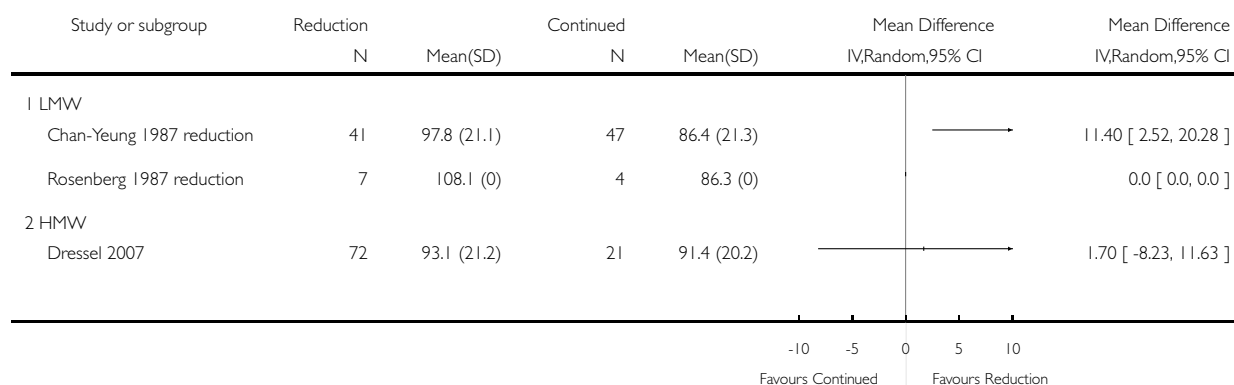 Study or subgroup Reduction Continued Mean Difference Mean Difference
N Mean(SD) N Mean(SD) IV,Random,95% CI IV,Random,95% CI
1 LMW
Chan-Yeung 1987 reduction 41 97.8 (21.1) 47 86.4 (21.3) 11.40 [ 2.52, 20.28 ]
Rosenberg 1987 reduction 7 108.1 (0) 4 86.3 (0) 0.0 [ 0.0, 0.0 ]
2 HMW
Dressel 2007 72 93.1 (21.2) 21 91.4 (20.2) 1.70 [ -8.23, 11.63 ]
-10 -5 0 5 10
Favours Continued Favours Reduction